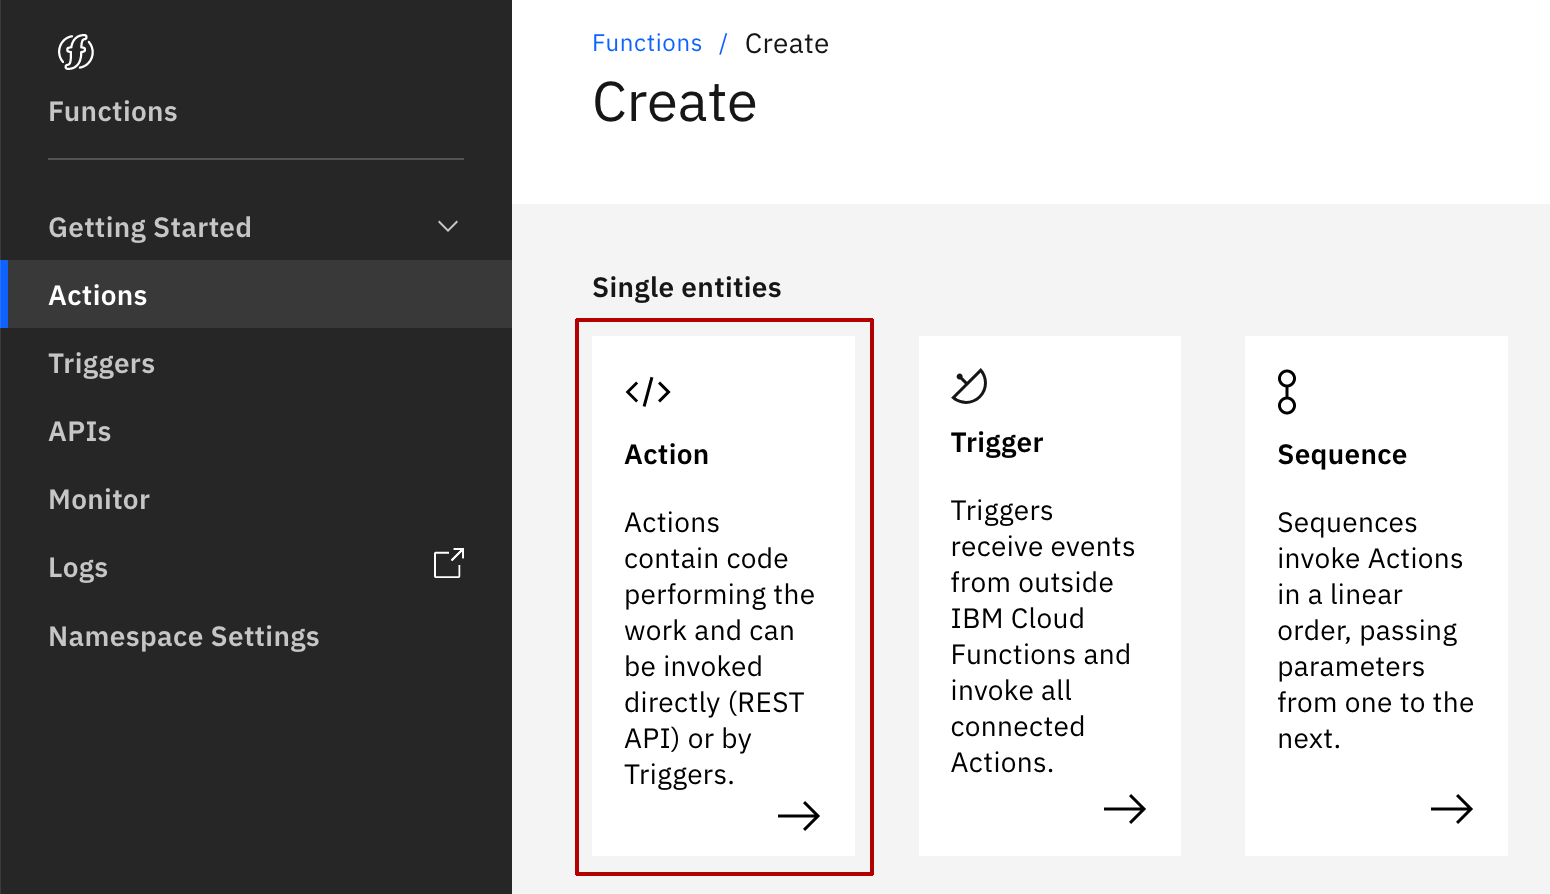 Functions
Getting Started
Actions
Triggers
APIs
Monitor
Logs
Namespace Settings
Functions / Create
Create
Single entities
Action
Actions
contain code
performing the
work and can
be invoked
directly (REST
API) or by
Triggers.
Trigger
Triggers
receive events
from outside
IBM Cloud
Functions and
invoke all
connected
Actions.
Sequence
Sequences
invoke Actions
in a linear
order, passing
parameters
from one to the
next.